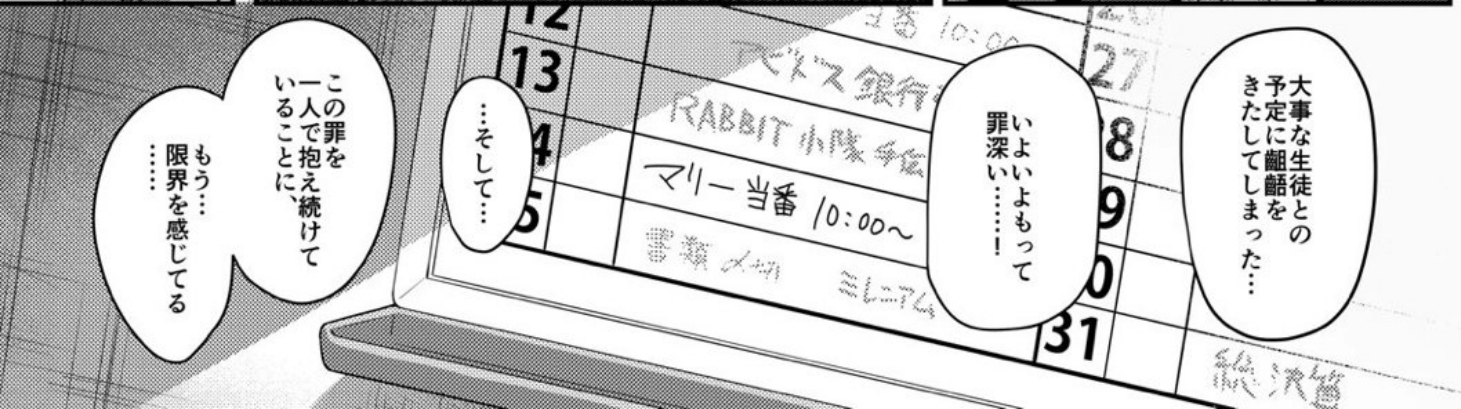 大事な生徒との
予定に齟齬を
きたしてしまった…
いよいよもって
罪深い……！
…そして…
この罪を
一人で抱え続けて
いることに、
もう…
限界を感じてる
……
12
当番 10:00
13
アビドス銀行
RABBIT小隊 手伝
マリー当番 10:00～
書類〆切 ミレニアム
27
31
総決算